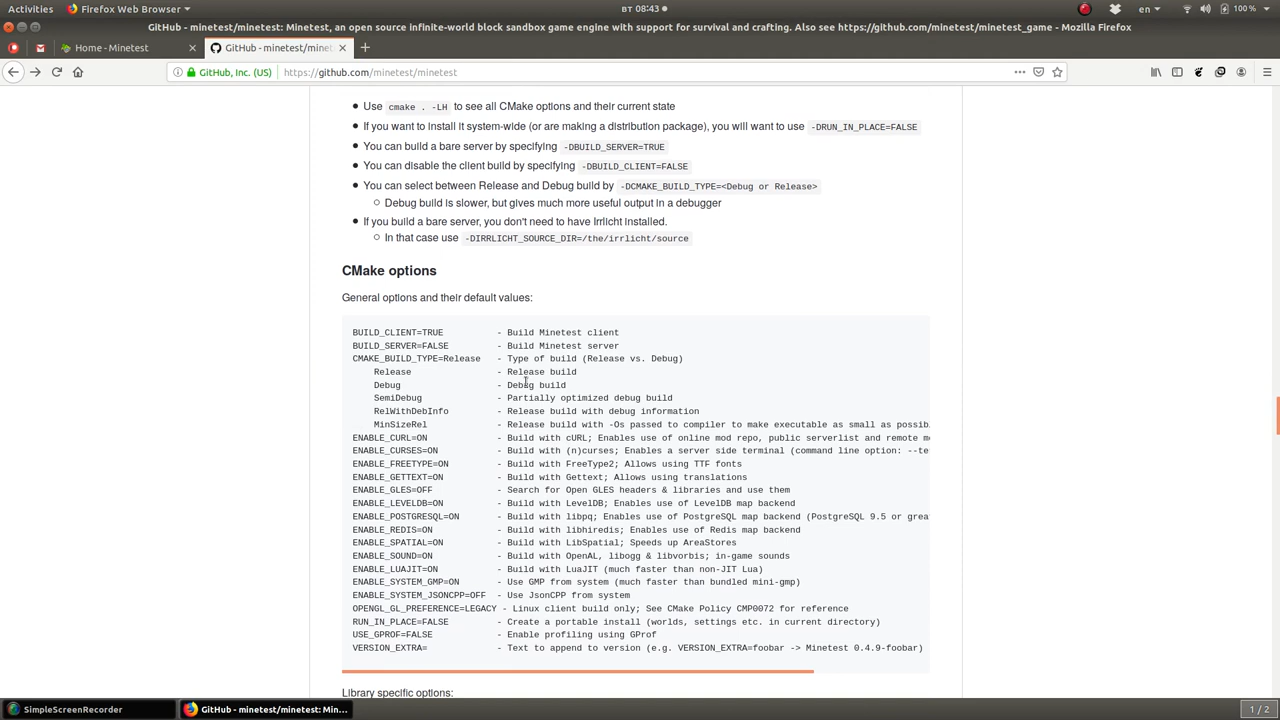 Activities Firefox Web Browser вт 08:43 en 100 %
GitHub - minetest/minetest: Minetest, an open source infinite-world block sandbox game engine with support for survival and crafting. Also see https://github.com/minetest/minetest_game - Mozilla Firefox
Home - Minetest GitHub - minetest/minet
GitHub, Inc. (US) https://github.com/minetest/minetest
Use cmake . -LH to see all CMake options and their current state
If you want to install it system-wide (or are making a distribution package), you will want to use -DRUN_IN_PLACE=FALSE
You can build a bare server by specifying -DBUILD_SERVER=TRUE
You can disable the client build by specifying -DBUILD_CLIENT=FALSE
You can select between Release and Debug build by -DCMAKE_BUILD_TYPE=<Debug or Release>
Debug build is slower, but gives much more useful output in a debugger
If you build a bare server, you don't need to have Irrlicht installed.
In that case use -DIRRLICHT_SOURCE_DIR=/the/irrlicht/source
CMake options
General options and their default values:
BUILD_CLIENT=TRUE - Build Minetest client
BUILD_SERVER=FALSE - Build Minetest server
CMAKE_BUILD_TYPE=Release - Type of build (Release vs. Debug)
Release - Release build
Debug - Debug build
SemiDebug - Partially optimized debug build
RelWithDebInfo - Release build with debug information
MinSizeRel - Release build with -Os passed to compiler to make executable as small as possib
ENABLE_CURL=ON - Build with cURL; Enables use of online mod repo, public serverlist and remote m
ENABLE_CURSES=ON - Build with (n)curses; Enables a server side terminal (command line option: --te
ENABLE_FREETYPE=ON - Build with FreeType2; Allows using TTF fonts
ENABLE_GETTEXT=ON - Build with Gettext; Allows using translations
ENABLE_GLES=OFF - Search for Open GLES headers & libraries and use them
ENABLE_LEVELDB=ON - Build with LevelDB; Enables use of LevelDB map backend
ENABLE_POSTGRESQL=ON - Build with libpq; Enables use of PostgreSQL map backend (PostgreSQL 9.5 or grea
ENABLE_REDIS=ON - Build with libhiredis; Enables use of Redis map backend
ENABLE_SPATIAL=ON - Build with LibSpatial; Speeds up AreaStores
ENABLE_SOUND=ON - Build with OpenAL, libogg & libvorbis; in-game sounds
ENABLE_LUAJIT=ON - Build with LuaJIT (much faster than non-JIT Lua)
ENABLE_SYSTEM_GMP=ON - Use GMP from system (much faster than bundled mini-gmp)
ENABLE_SYSTEM_JSONCPP=OFF - Use JsonCPP from system
OPENGL_GL_PREFERENCE=LEGACY - Linux client build only; See CMake Policy CMP0072 for reference
RUN_IN_PLACE=FALSE - Create a portable install (worlds, settings etc. in current directory)
USE_GPROF=FALSE - Enable profiling using GProf
VERSION_EXTRA= - Text to append to version (e.g. VERSION_EXTRA=foobar -> Minetest 0.4.9-foobar)
Library specific options:
SimpleScreenRecorder GitHub - minetest/minetest: Min... 1 / 2